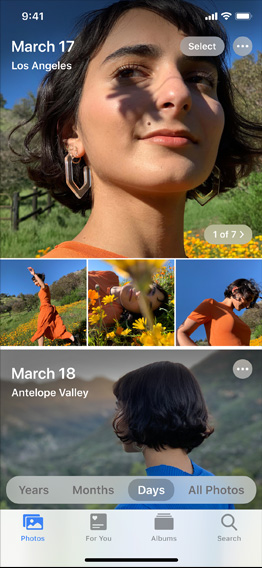 9:41
March 17
Select
Los Angeles
1 of 7
March 18
Antelope Valley
Years Months Days All Photos
Photos For You Albums Search